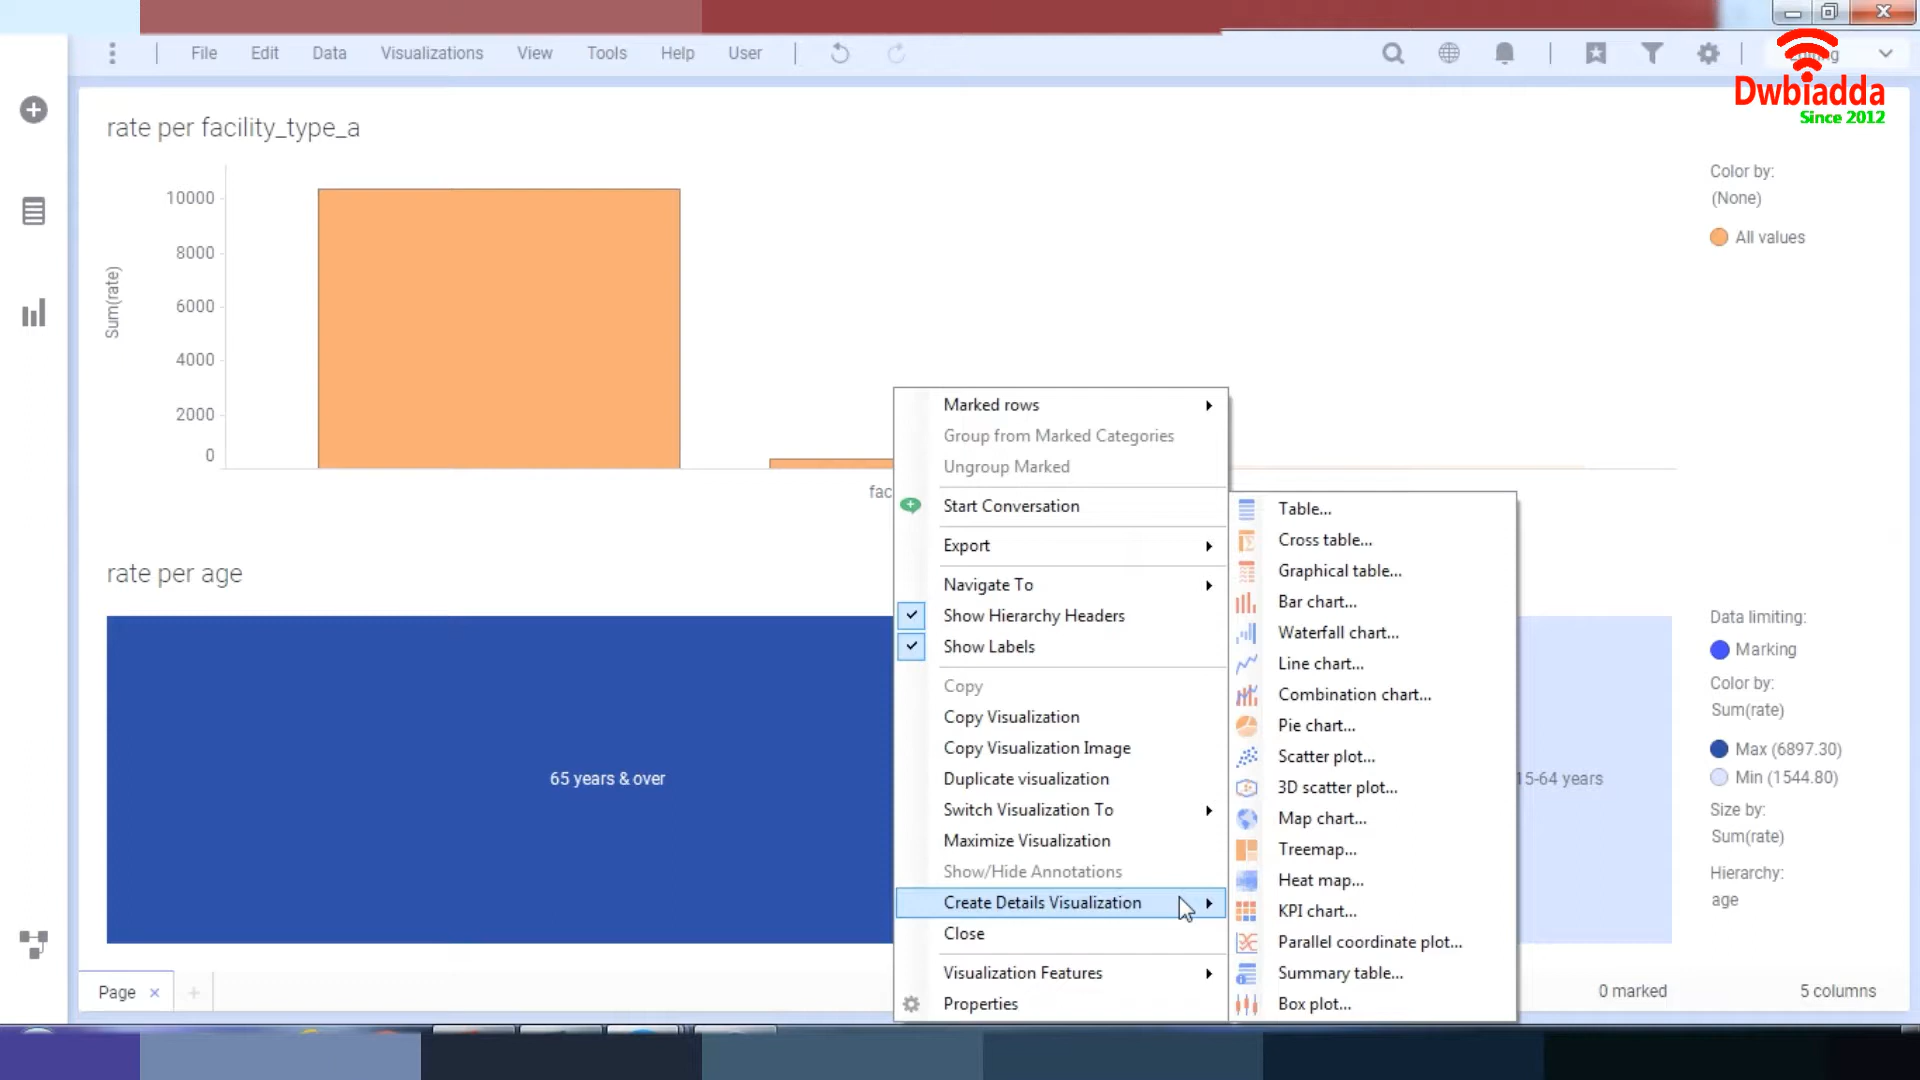 File Edit Data Visualizations View Tools Help User
Dwbiadda
Since 2012
rate per facility_type_a
Sum(rate)
10000
8000
6000
4000
2000
0
fac
Color by:
(None)
All values
rate per age
65 years & over
15-64 years
Data limiting:
Marking
Color by:
Sum(rate)
Max (6897.30)
Min (1544.80)
Size by:
Sum(rate)
Hierarchy:
age
Marked rows
Group from Marked Categories
Ungroup Marked
Start Conversation
Export
Navigate To
Show Hierarchy Headers
Show Labels
Copy
Copy Visualization
Copy Visualization Image
Duplicate visualization
Switch Visualization To
Maximize Visualization
Show/Hide Annotations
Create Details Visualization
Close
Visualization Features
Properties
Table...
Cross table...
Graphical table...
Bar chart...
Waterfall chart...
Line chart...
Combination chart...
Pie chart...
Scatter plot...
3D scatter plot...
Map chart...
Treemap...
Heat map...
KPI chart...
Parallel coordinate plot...
Summary table...
Box plot...
Page
0 marked
5 columns